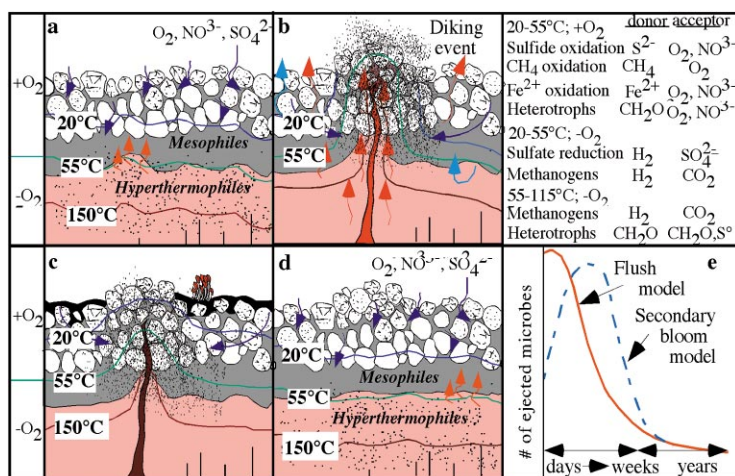 a
O₂, NO³⁻, SO₄²⁻
+O₂
20°C
Mesophiles
55°C
Hyperthermophiles
-O₂
150°C
b
Diking
event
20°C
55°C
donor acceptor
20-55°C; +O₂
Sulfide oxidation S²⁻ O₂, NO³⁻
CH₄ oxidation CH₄ O₂
Fe²⁺ oxidation Fe²⁺ O₂, NO³⁻
Heterotrophs CH₂O O₂, NO³⁻
20-55°C; -O₂
Sulfate reduction H₂ SO₄²⁻
Methanogens H₂ CO₂
55-115°C; -O₂
Methanogens H₂ CO₂
Heterotrophs CH₂O CH₂O,S°
c
+O₂
20°C
55°C
150°C
-O₂
d
O₂, NO³⁻, SO₄²⁻
20°C
Mesophiles
55°C
Hyperthermophiles
150°C
e
Flush
model
Secondary
bloom
model
# of ejected microbes
days weeks years